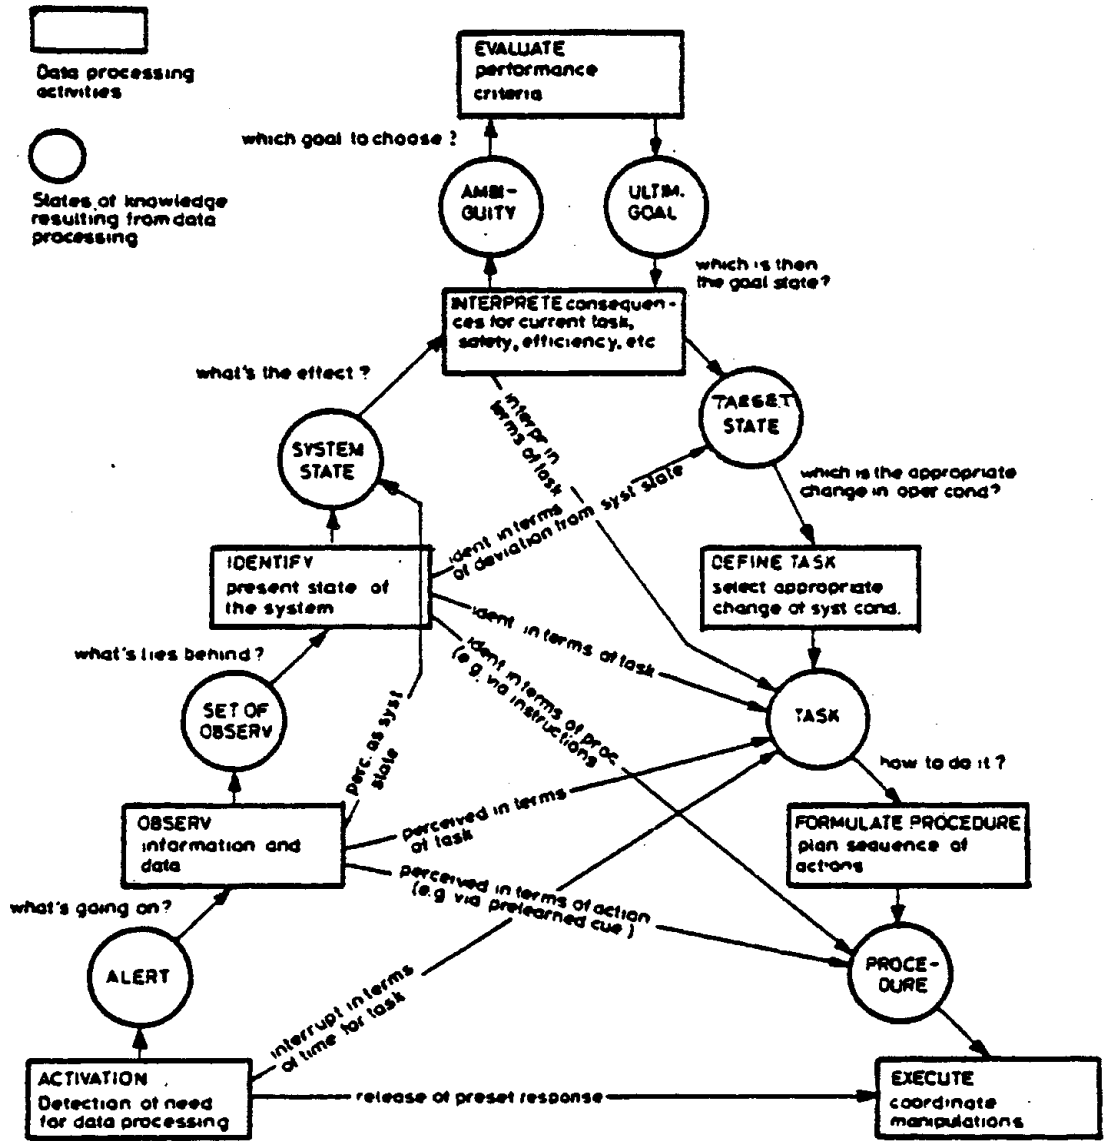 EVALUATE
performance
criteria
Data processing
activities
which goal to choose?
AMBI-
GUITY
ULTIM.
GOAL
States of knowledge
resulting from data
processing
which is then
the goal state?
INTERPRETE consequen-
ces for current task,
safety, efficiency, etc
what's the effect?
TARGET
STATE
interpr in
terms of task
SYSTEM
STATE
which is the appropriate
change in oper cond?
ident in terms
of deviation from syst state
IDENTIFY
present state of
the system
DEFINE TASK
select appropriate
change of syst cond.
ident in terms of task
ident in terms of proc.
(e.g. via instructions
what's lies behind?
SET OF
OBSERV
TASK
perc. as syst
state
how to do it?
OBSERV
information and
data
perceived in terms
of task
FORMULATE PROCEDURE
plan sequence of
actions
perceived in terms of action
(e.g via prelearned cue)
what's going on?
ALERT
PROCE-
DURE
interrupt in terms
of time for task
ACTIVATION
Detection of need
for data processing
release of preset response
EXECUTE
coordinate
manipulations